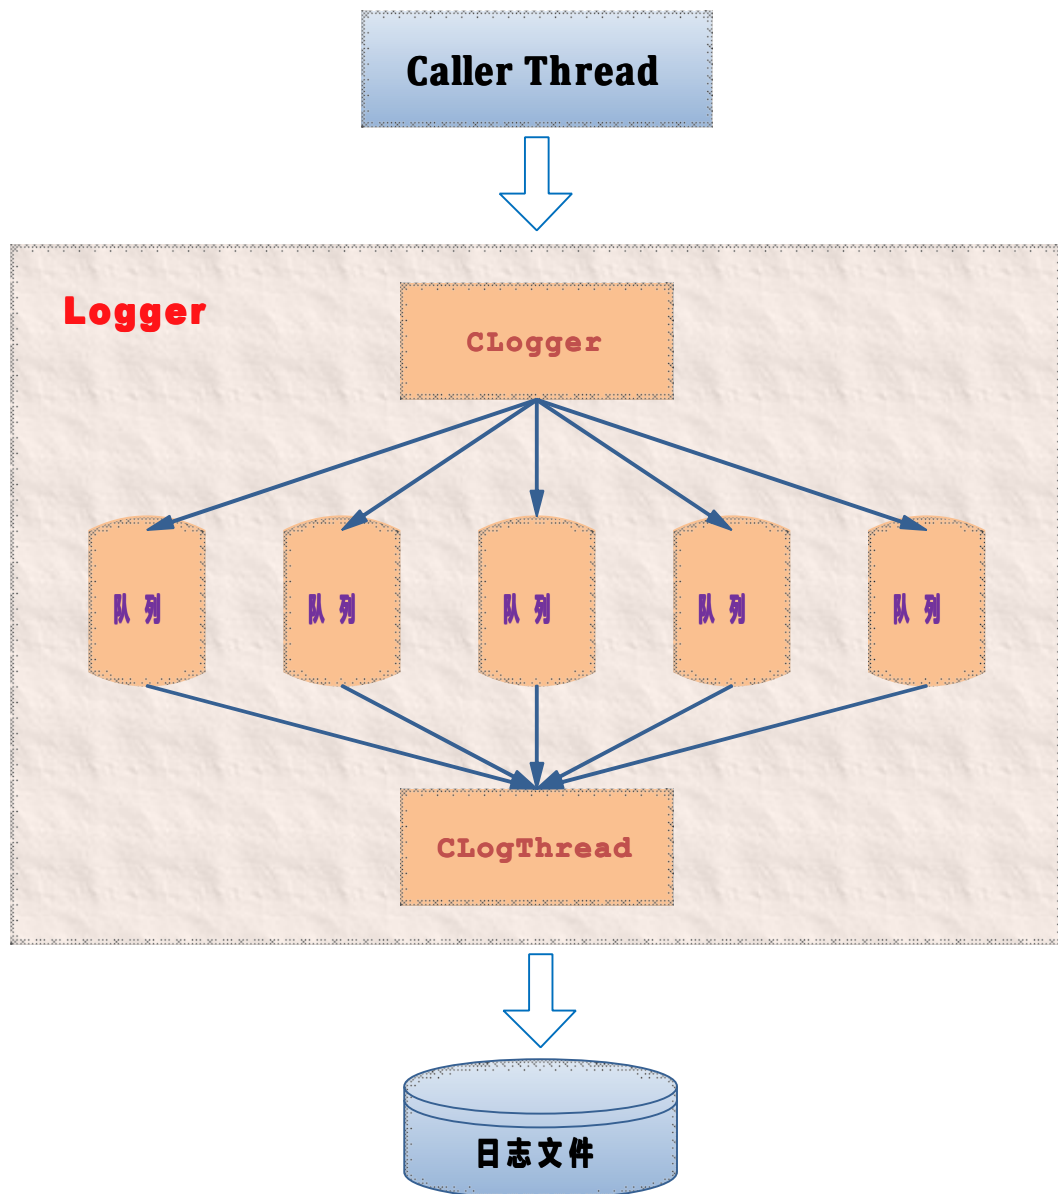 Caller Thread
Logger
CLogger
队 列
队 列
队 列
队 列
队 列
CLogThread
日志文件